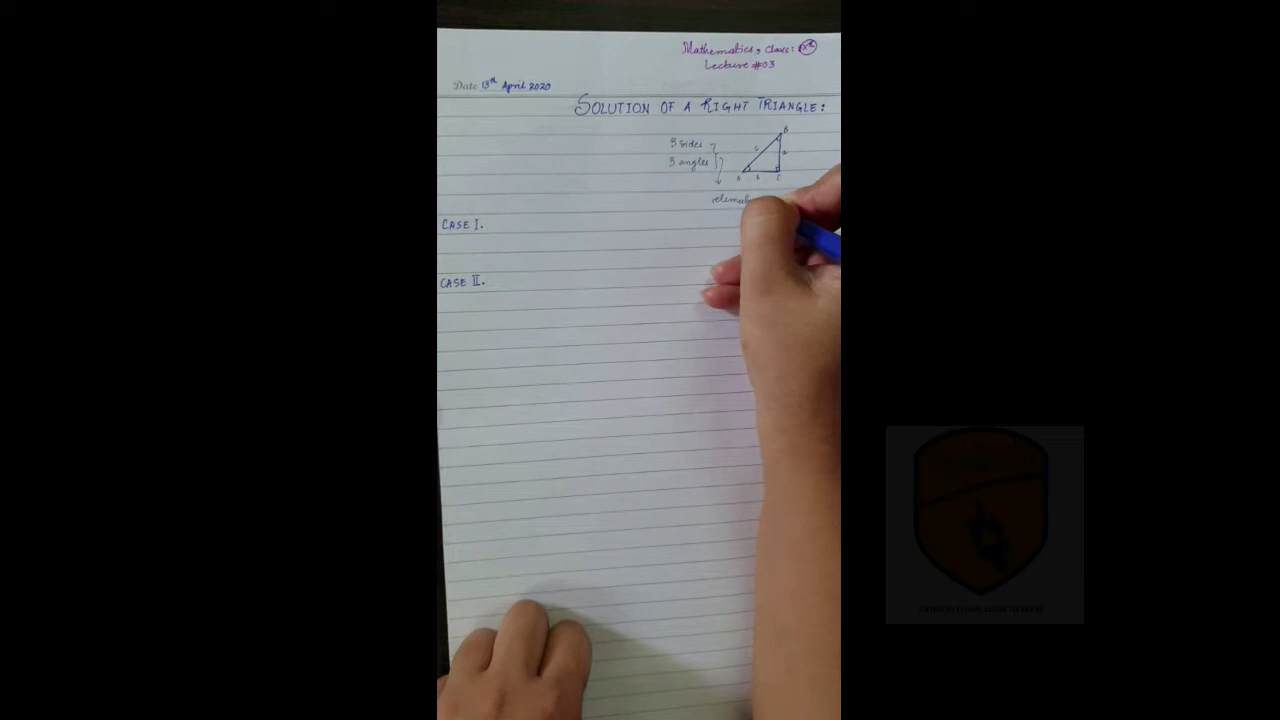 Mathematics, Class: IXth
Lecture #03
Date 13th April 2020
SOLUTION OF A RIGHT TRIANGLE:
3 sides
3 angles
B
c
a
A
b
C
CASE I.
CASE II.